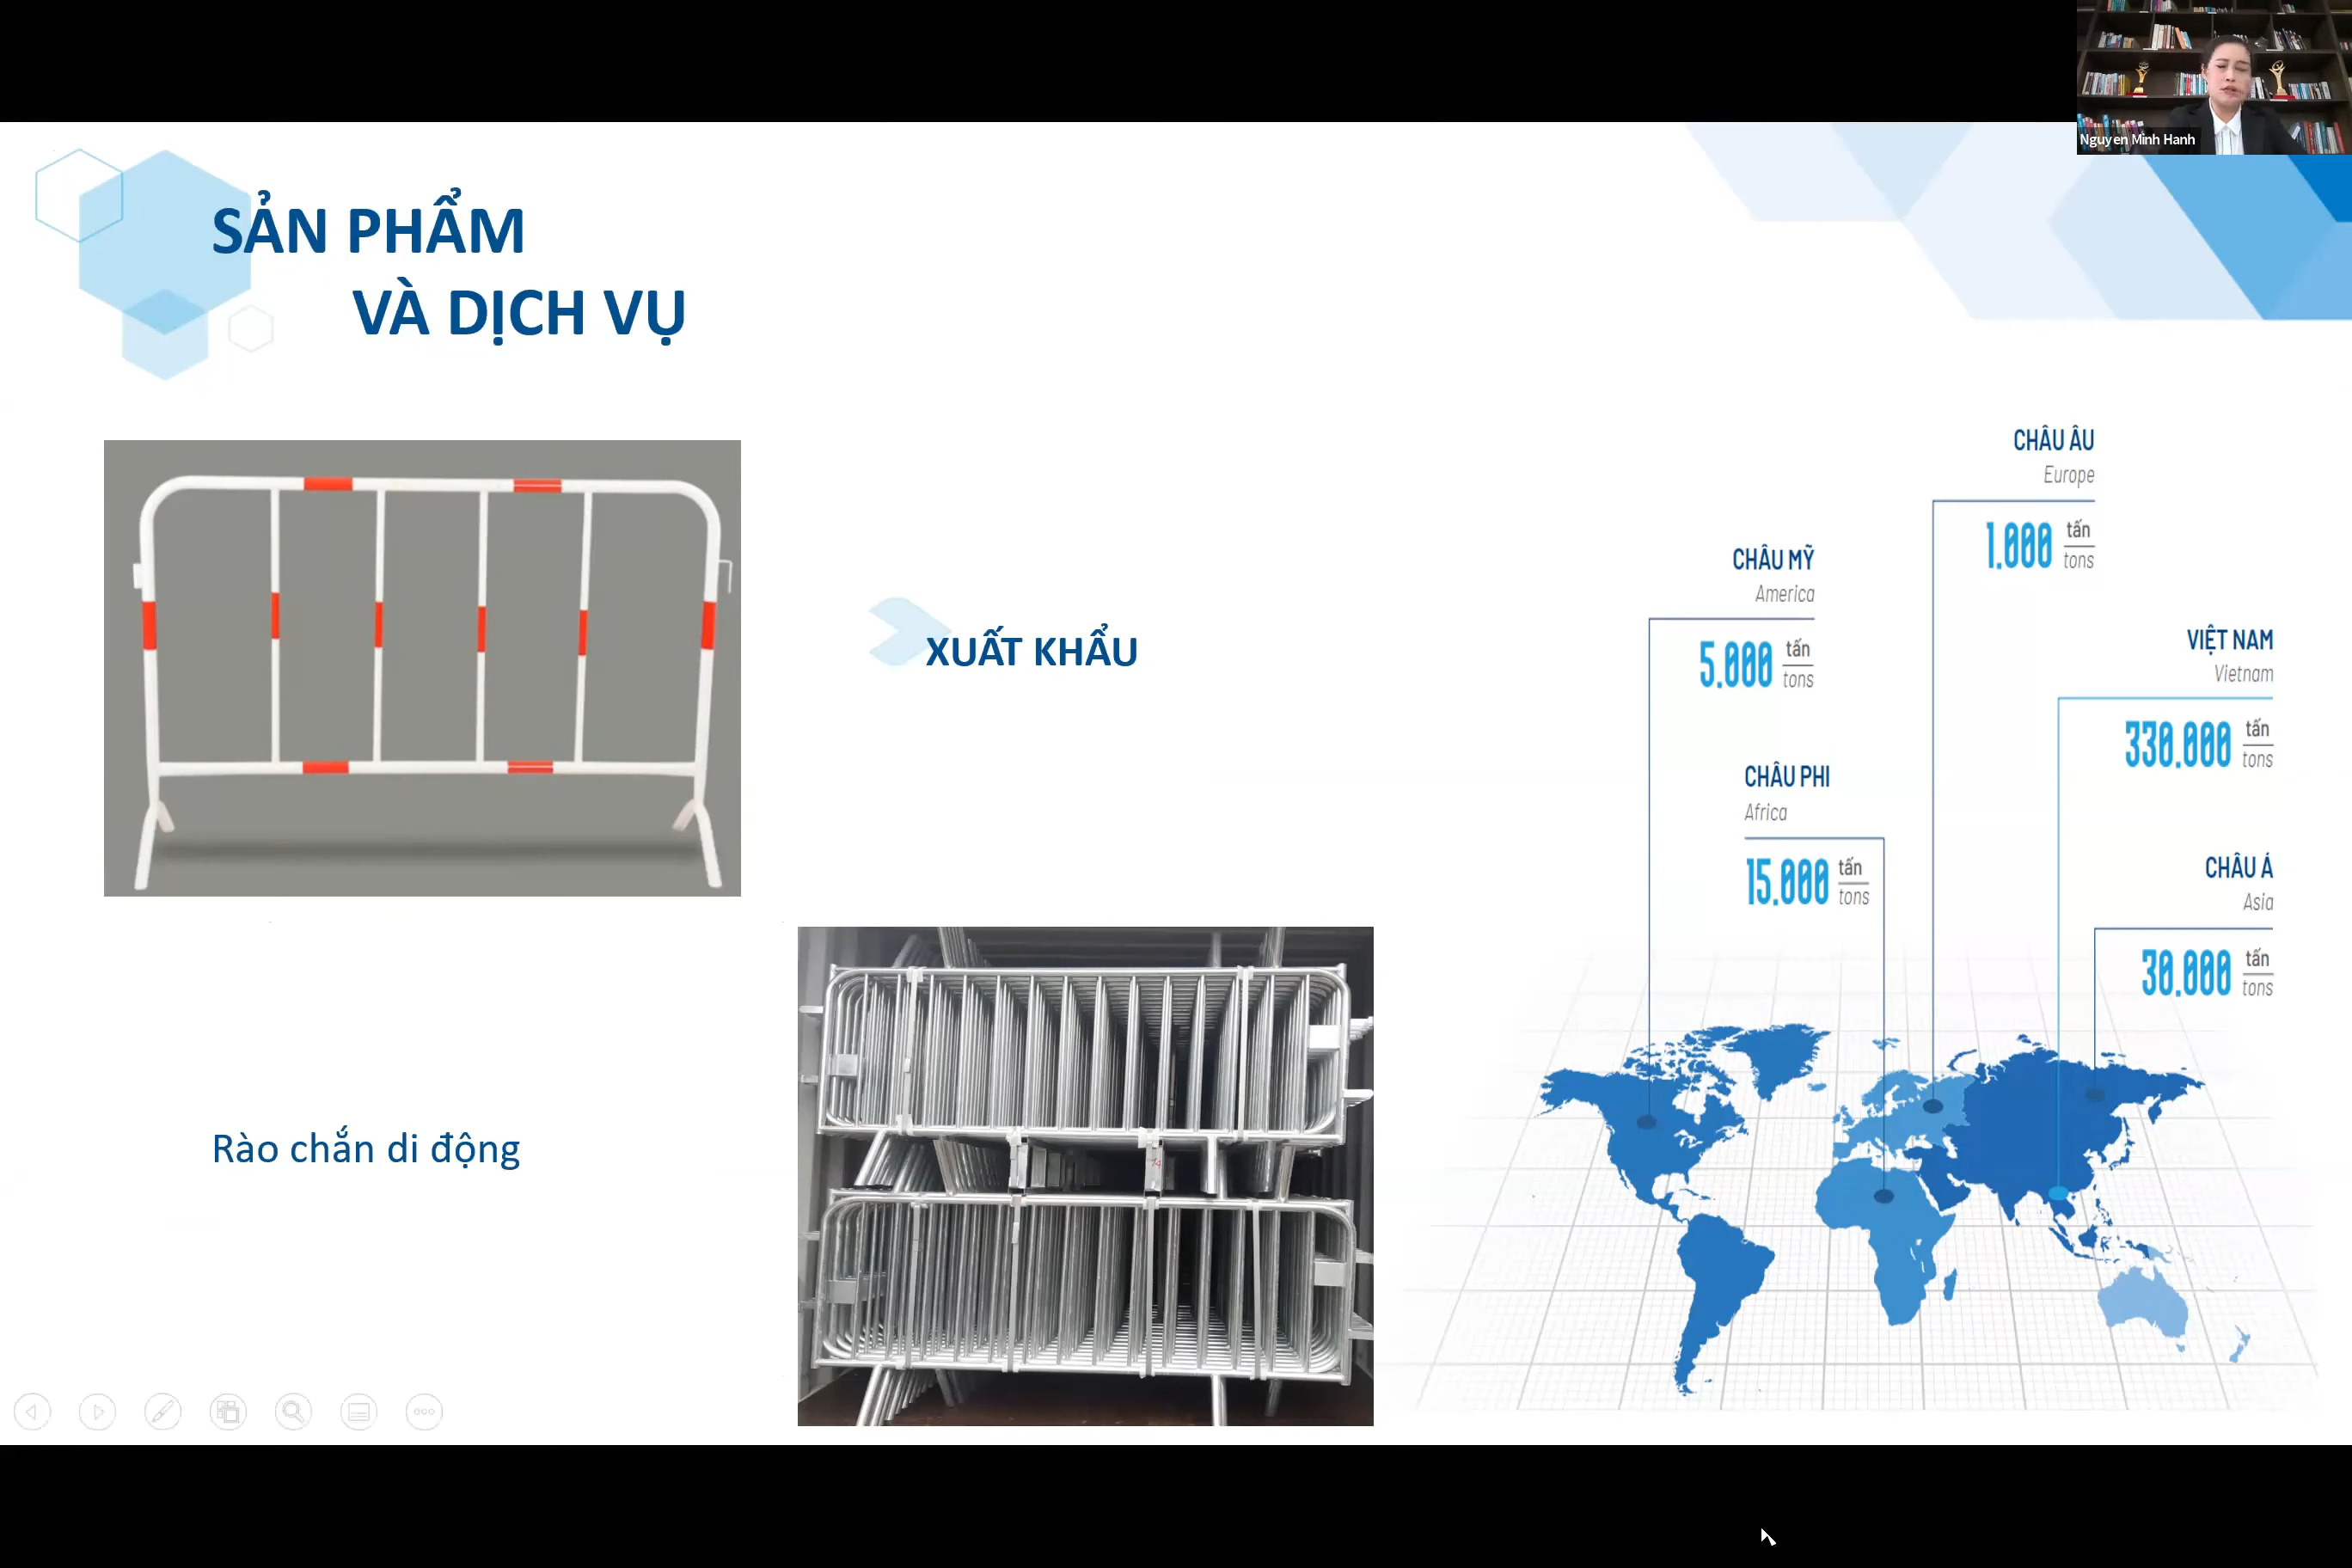 Nguyen Minh Hanh
SẢN PHẨM
VÀ DỊCH VỤ
XUẤT KHẨU
Rào chắn di động
CHÂU ÂU
Europe
1.000 tấn
tons
CHÂU MỸ
America
5.000 tấn
tons
VIỆT NAM
Vietnam
330.000 tấn
tons
CHÂU PHI
Africa
15.000 tấn
tons
CHÂU Á
Asia
30.000 tấn
tons